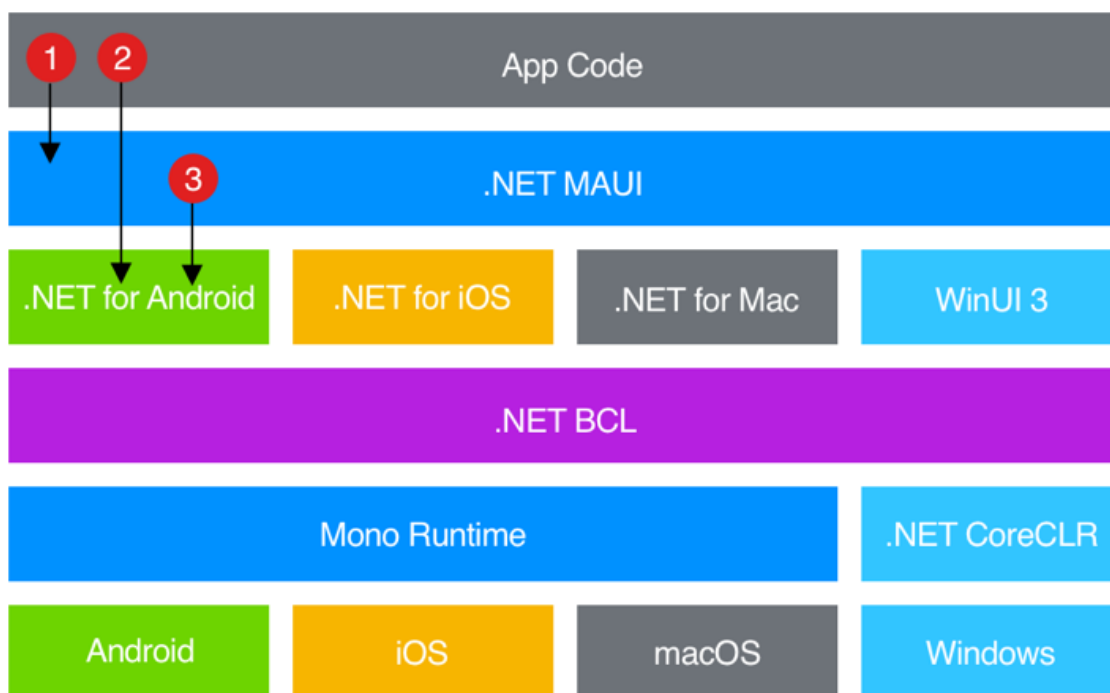 1 2
App Code
3
.NET MAUI
.NET for Android .NET for iOS .NET for Mac WinUI 3
.NET BCL
Mono Runtime .NET CoreCLR
Android iOS macOS Windows